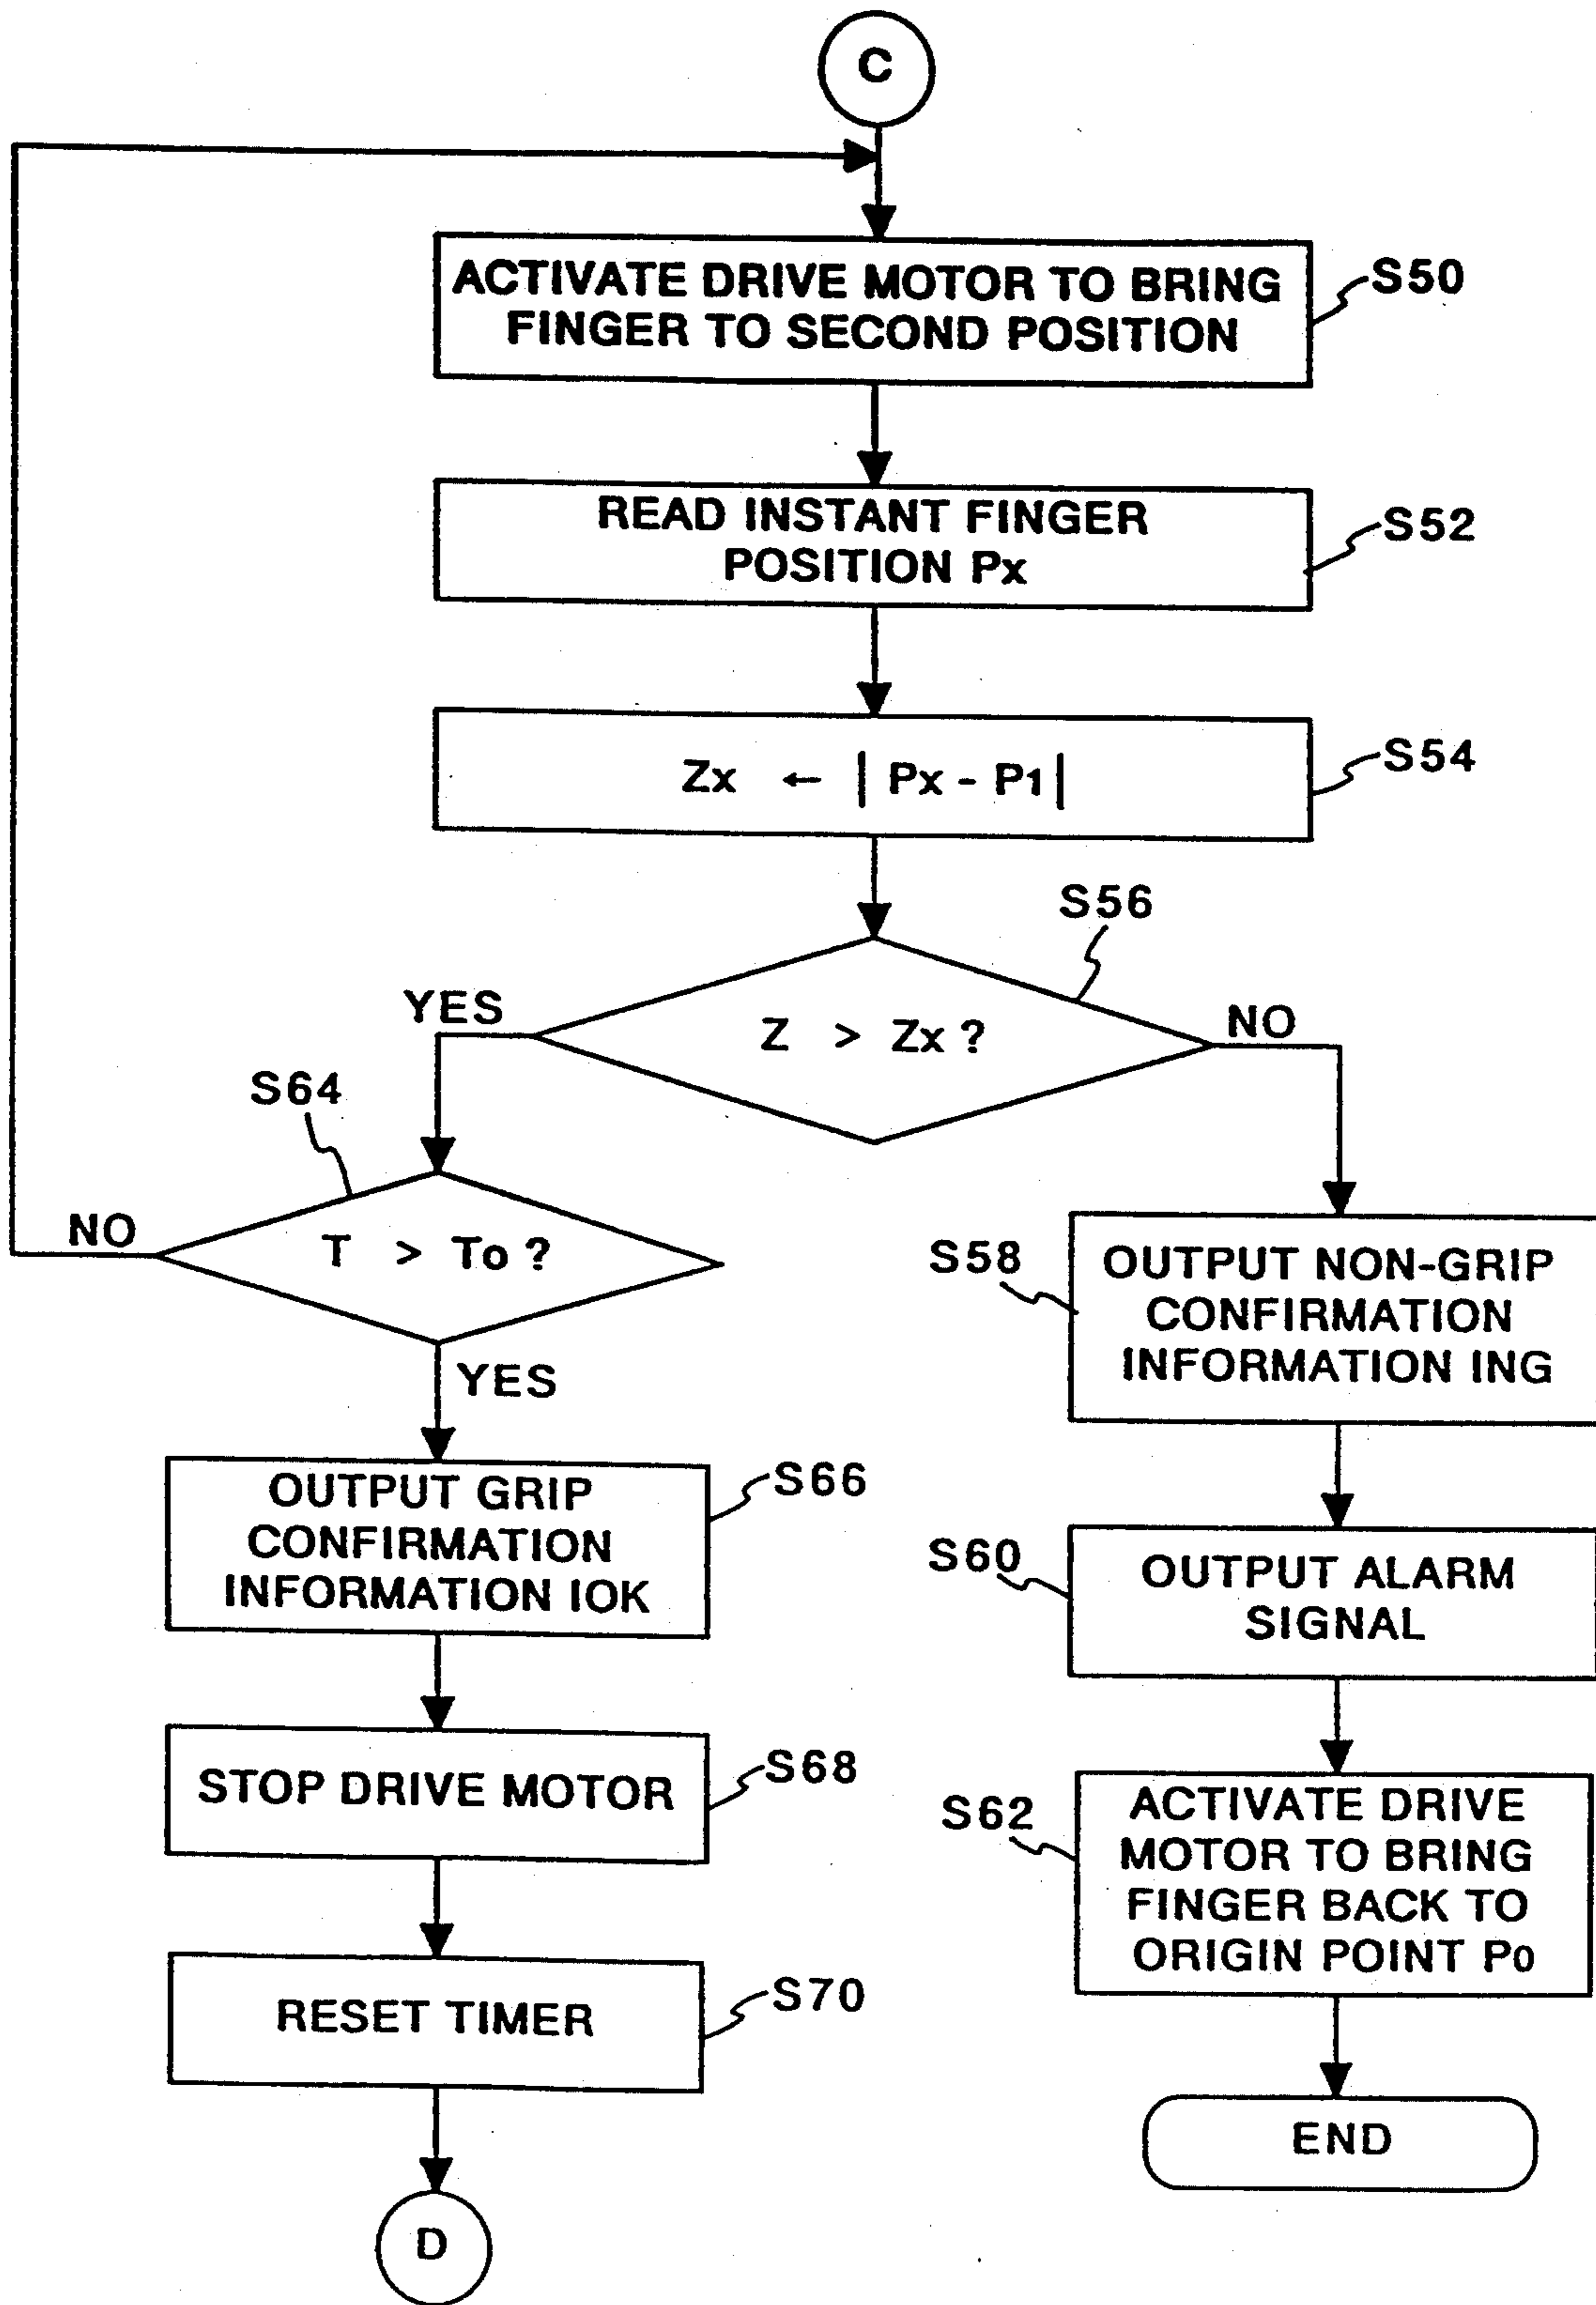 C
ACTIVATE DRIVE MOTOR TO BRING
FINGER TO SECOND POSITION
S50
READ INSTANT FINGER
POSITION Px
S52
Zx ← | Px - P1 |
S54
S56
Z > Zx ?
YES
NO
S64
T > To ?
NO
YES
S58
OUTPUT NON-GRIP
CONFIRMATION
INFORMATION ING
OUTPUT GRIP
CONFIRMATION
INFORMATION IOK
S66
S60
OUTPUT ALARM
SIGNAL
STOP DRIVE MOTOR
S68
S62
ACTIVATE DRIVE
MOTOR TO BRING
FINGER BACK TO
ORIGIN POINT P0
RESET TIMER
S70
END
D